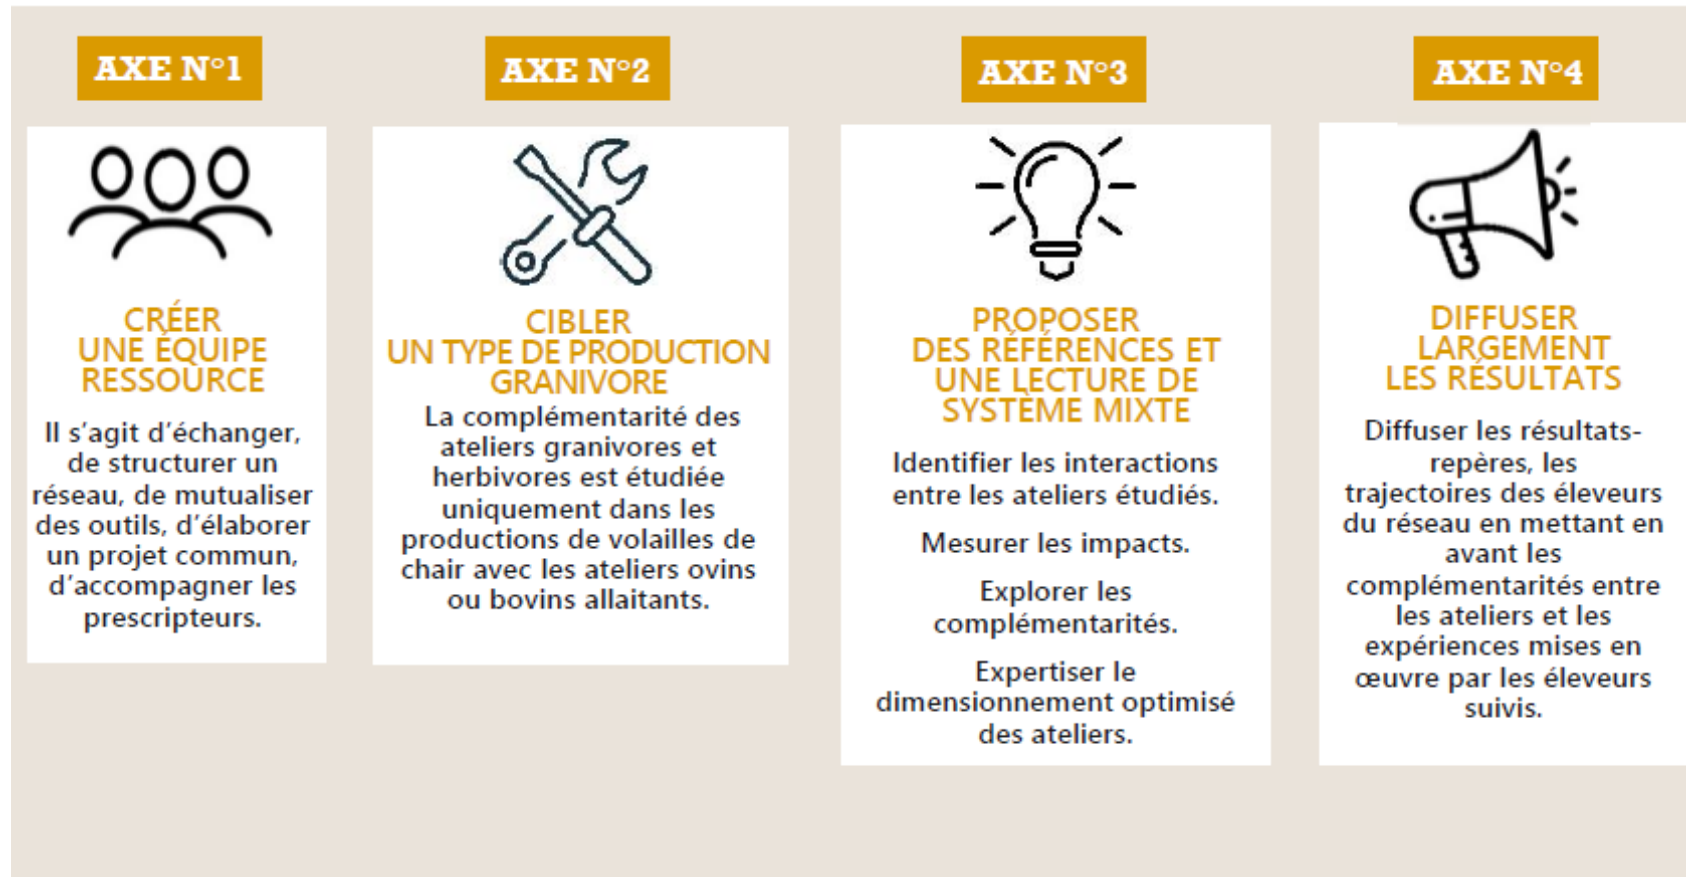 AXE N°1
CRÉER
UNE ÉQUIPE
RESSOURCE
Il s'agit d'échanger,
de structurer un
réseau, de mutualiser
des outils, d'élaborer
un projet commun,
d'accompagner les
prescripteurs.
AXE N°2
CIBLER
UN TYPE DE PRODUCTION
GRANIVORE
La complémentarité des
ateliers granivores et
herbivores est étudiée
uniquement dans les
productions de volailles de
chair avec les ateliers ovins
ou bovins allaitants.
AXE N°3
PROPOSER
DES RÉFÉRENCES ET
UNE LECTURE DE
SYSTÈME MIXTE
Identifier les interactions
entre les ateliers étudiés.
Mesurer les impacts.
Explorer les
complémentarités.
Expertiser le
dimensionnement optimisé
des ateliers.
AXE N°4
DIFFUSER
LARGEMENT
LES RÉSULTATS
Diffuser les résultats-
repères, les
trajectoires des éleveurs
du réseau en mettant en
avant les
complémentarités entre
les ateliers et les
expériences mises en
œuvre par les éleveurs
suivis.